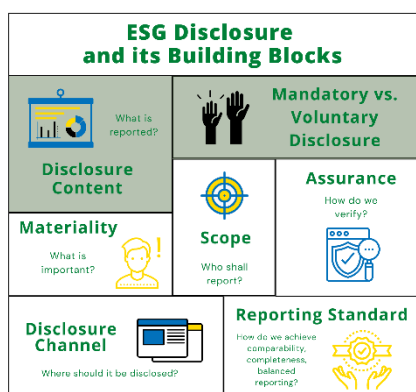 ESG Disclosure
and its Building Blocks
What is
reported?
Disclosure
Content
Mandatory vs.
Voluntary
Disclosure
Materiality
What is
important?
Scope
Who shall
report?
Assurance
How do we
verify?
Disclosure
Channel
Where should it be disclosed?
Reporting Standard
How do we achieve
comparability,
completeness,
balanced
reporting?